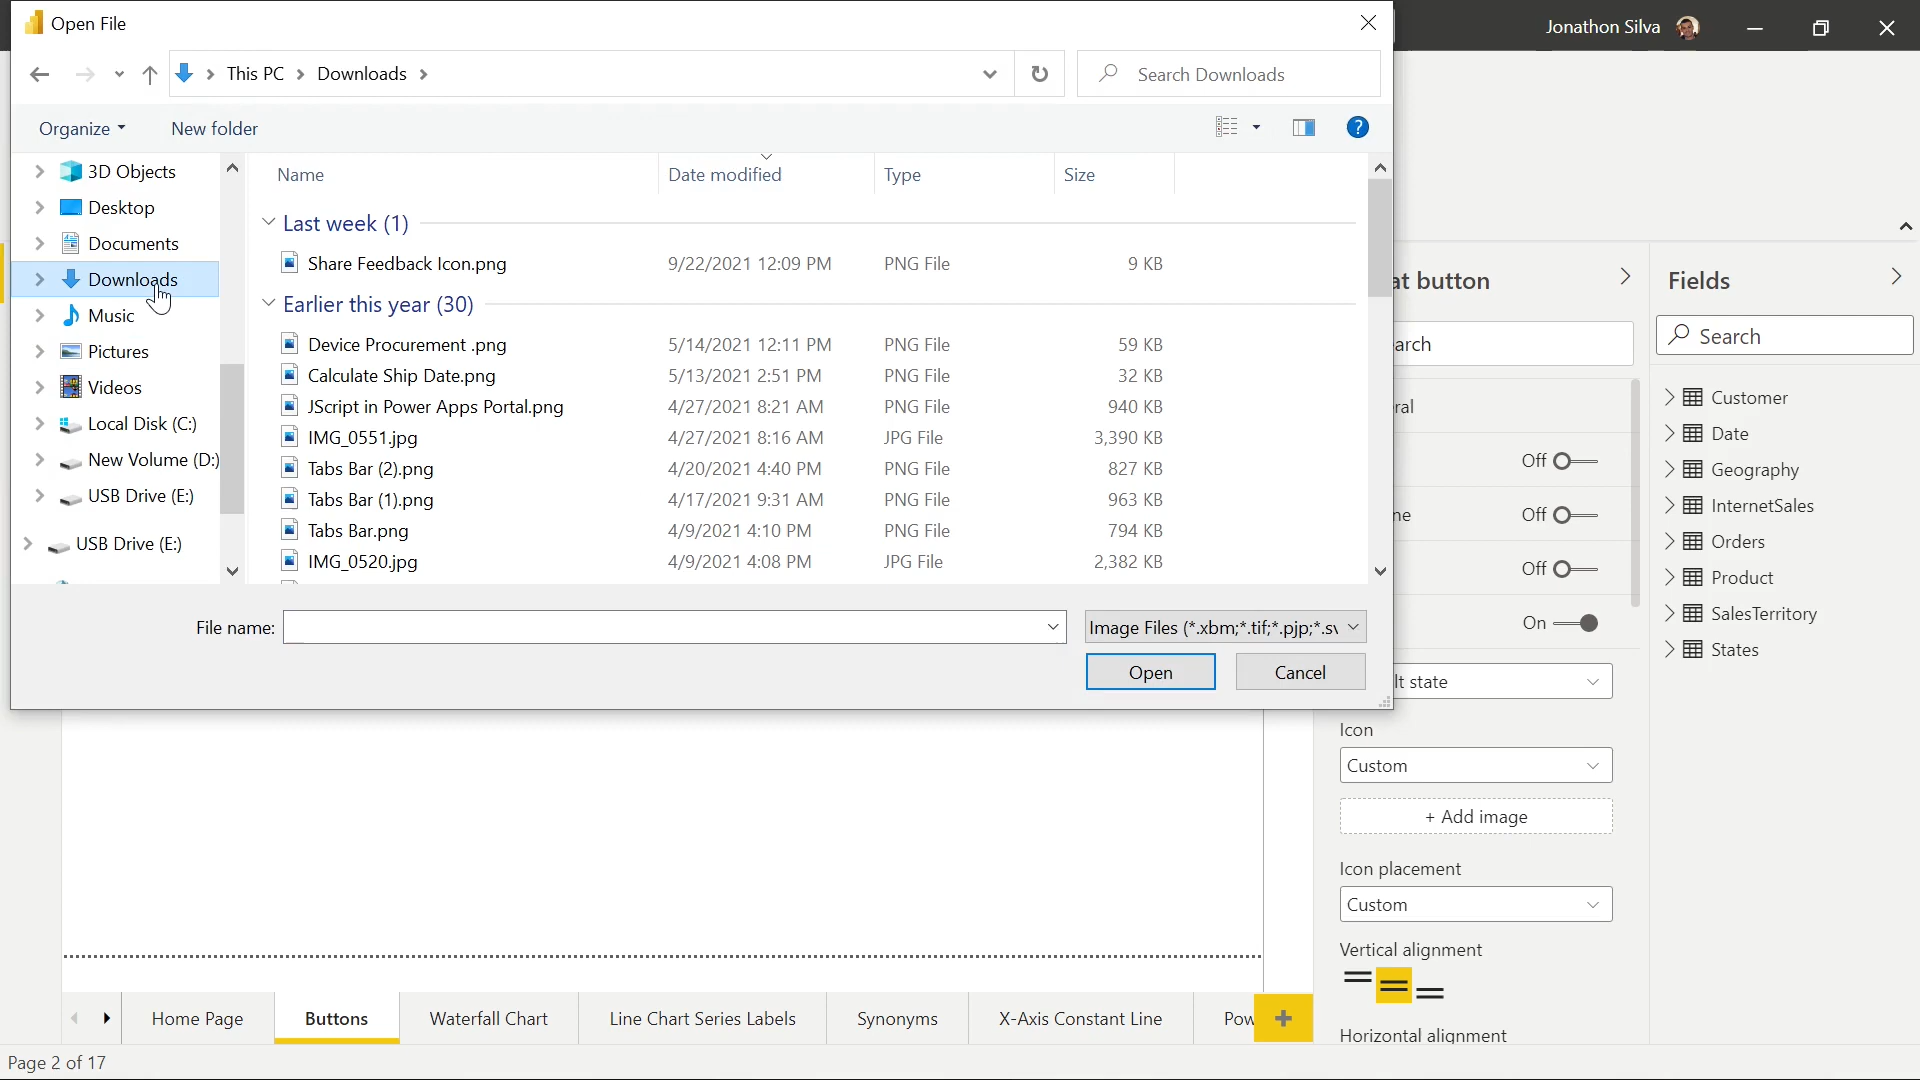 Open File
Jonathon Silva
This PC
Downloads
Search Downloads
Organize
New folder
3D Objects
Desktop
Documents
Downloads
Music
Pictures
Videos
Local Disk (C:)
New Volume (D:)
USB Drive (E:)
USB Drive (E:)
Name Date modified Type Size
Last week (1)
Share Feedback Icon.png 9/22/2021 12:09 PM PNG File 9 KB
Earlier this year (30)
Device Procurement .png 5/14/2021 12:11 PM PNG File 59 KB
Calculate Ship Date.png 5/13/2021 2:51 PM PNG File 32 KB
JScript in Power Apps Portal.png 4/27/2021 8:21 AM PNG File 940 KB
IMG_0551.jpg 4/27/2021 8:16 AM JPG File 3,390 KB
Tabs Bar (2).png 4/20/2021 4:40 PM PNG File 827 KB
Tabs Bar (1).png 4/17/2021 9:31 AM PNG File 963 KB
Tabs Bar.png 4/9/2021 4:10 PM PNG File 794 KB
IMG_0520.jpg 4/9/2021 4:08 PM JPG File 2,382 KB
File name:
Image Files (*.xbm;*.tif;*.pjp;*.sv
Open
Cancel
at button
arch
ral
Off
ne Off
Off
On
lt state
Icon
Custom
+ Add image
Icon placement
Custom
Vertical alignment
Horizontal alignment
Fields
Search
Customer
Date
Geography
InternetSales
Orders
Product
SalesTerritory
States
Home Page
Buttons
Waterfall Chart
Line Chart Series Labels
Synonyms
X-Axis Constant Line
Pow
+
Page 2 of 17